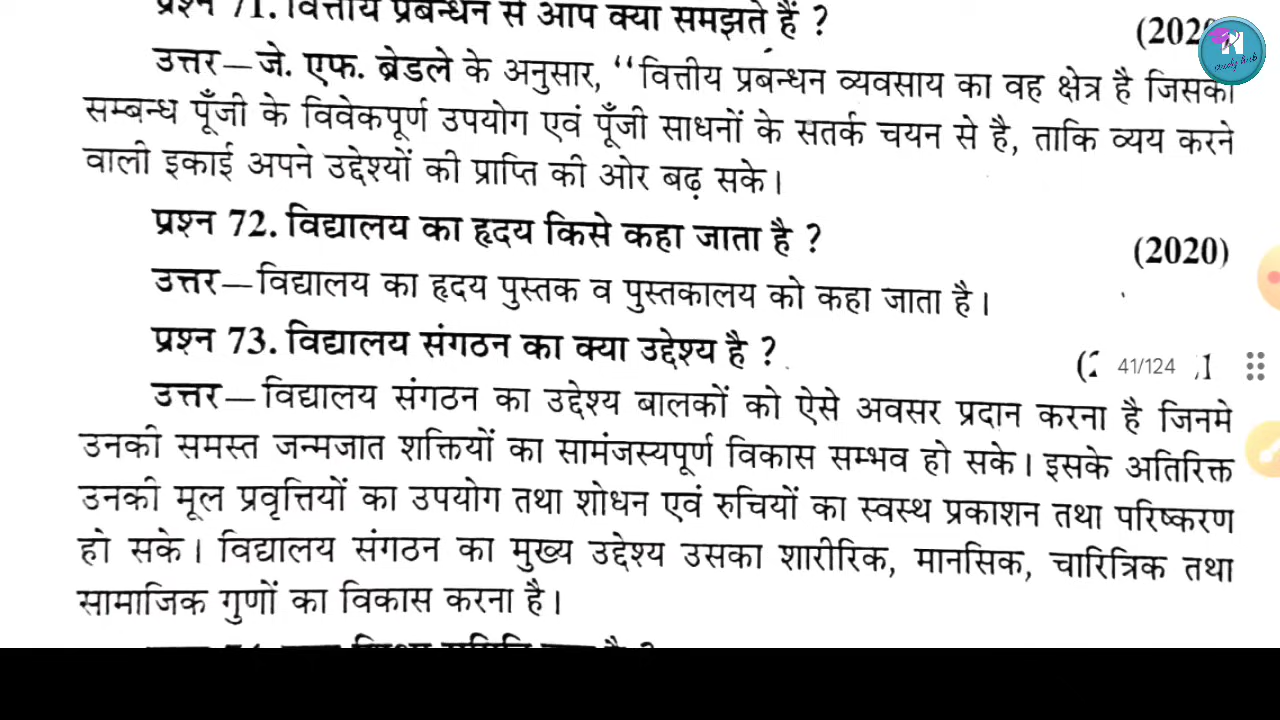 प्रश्न 71. वित्तीय प्रबन्धन से आप क्या समझते हैं ?
(202
उत्तर—जे. एफ. ब्रेडले के अनुसार, “वित्तीय प्रबन्धन व्यवसाय का वह क्षेत्र है जिसका
सम्बन्ध पूँजी के विवेकपूर्ण उपयोग एवं पूँजी साधनों के सतर्क चयन से है, ताकि व्यय करने
वाली इकाई अपने उद्देश्यों की प्राप्ति की ओर बढ़ सके।
प्रश्न 72. विद्यालय का हृदय किसे कहा जाता है ?
(2020)
उत्तर—विद्यालय का हृदय पुस्तक व पुस्तकालय को कहा जाता है।
प्रश्न 73. विद्यालय संगठन का क्या उद्देश्य है ?
41/124
उत्तर—विद्यालय संगठन का उद्देश्य बालकों को ऐसे अवसर प्रदान करना है जिनमे
उनकी समस्त जन्मजात शक्तियों का सामंजस्यपूर्ण विकास सम्भव हो सके। इसके अतिरिक्त
उनकी मूल प्रवृत्तियों का उपयोग तथा शोधन एवं रुचियों का स्वस्थ प्रकाशन तथा परिष्करण
हो सके। विद्यालय संगठन का मुख्य उद्देश्य उसका शारीरिक, मानसिक, चारित्रिक तथा
सामाजिक गुणों का विकास करना है।
N
study hub